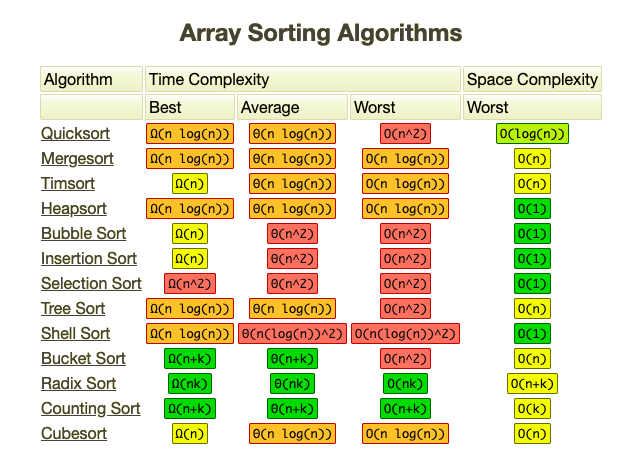 Array Sorting Algorithms
Algorithm Time Complexity Space Complexity
Best Average Worst Worst
Quicksort Ω(n log(n)) Θ(n log(n)) O(n^2) O(log(n))
Mergesort Ω(n log(n)) Θ(n log(n)) O(n log(n)) O(n)
Timsort Ω(n) Θ(n log(n)) O(n log(n)) O(n)
Heapsort Ω(n log(n)) Θ(n log(n)) O(n log(n)) O(1)
Bubble Sort Ω(n) Θ(n^2) O(n^2) O(1)
Insertion Sort Ω(n) Θ(n^2) O(n^2) O(1)
Selection Sort Ω(n^2) Θ(n^2) O(n^2) O(1)
Tree Sort Ω(n log(n)) Θ(n log(n)) O(n^2) O(n)
Shell Sort Ω(n log(n)) Θ(n(log(n))^2) O(n(log(n))^2) O(1)
Bucket Sort Ω(n+k) Θ(n+k) O(n^2) O(n)
Radix Sort Ω(nk) Θ(nk) O(nk) O(n+k)
Counting Sort Ω(n+k) Θ(n+k) O(n+k) O(k)
Cubesort Ω(n) Θ(n log(n)) O(n log(n)) O(n)